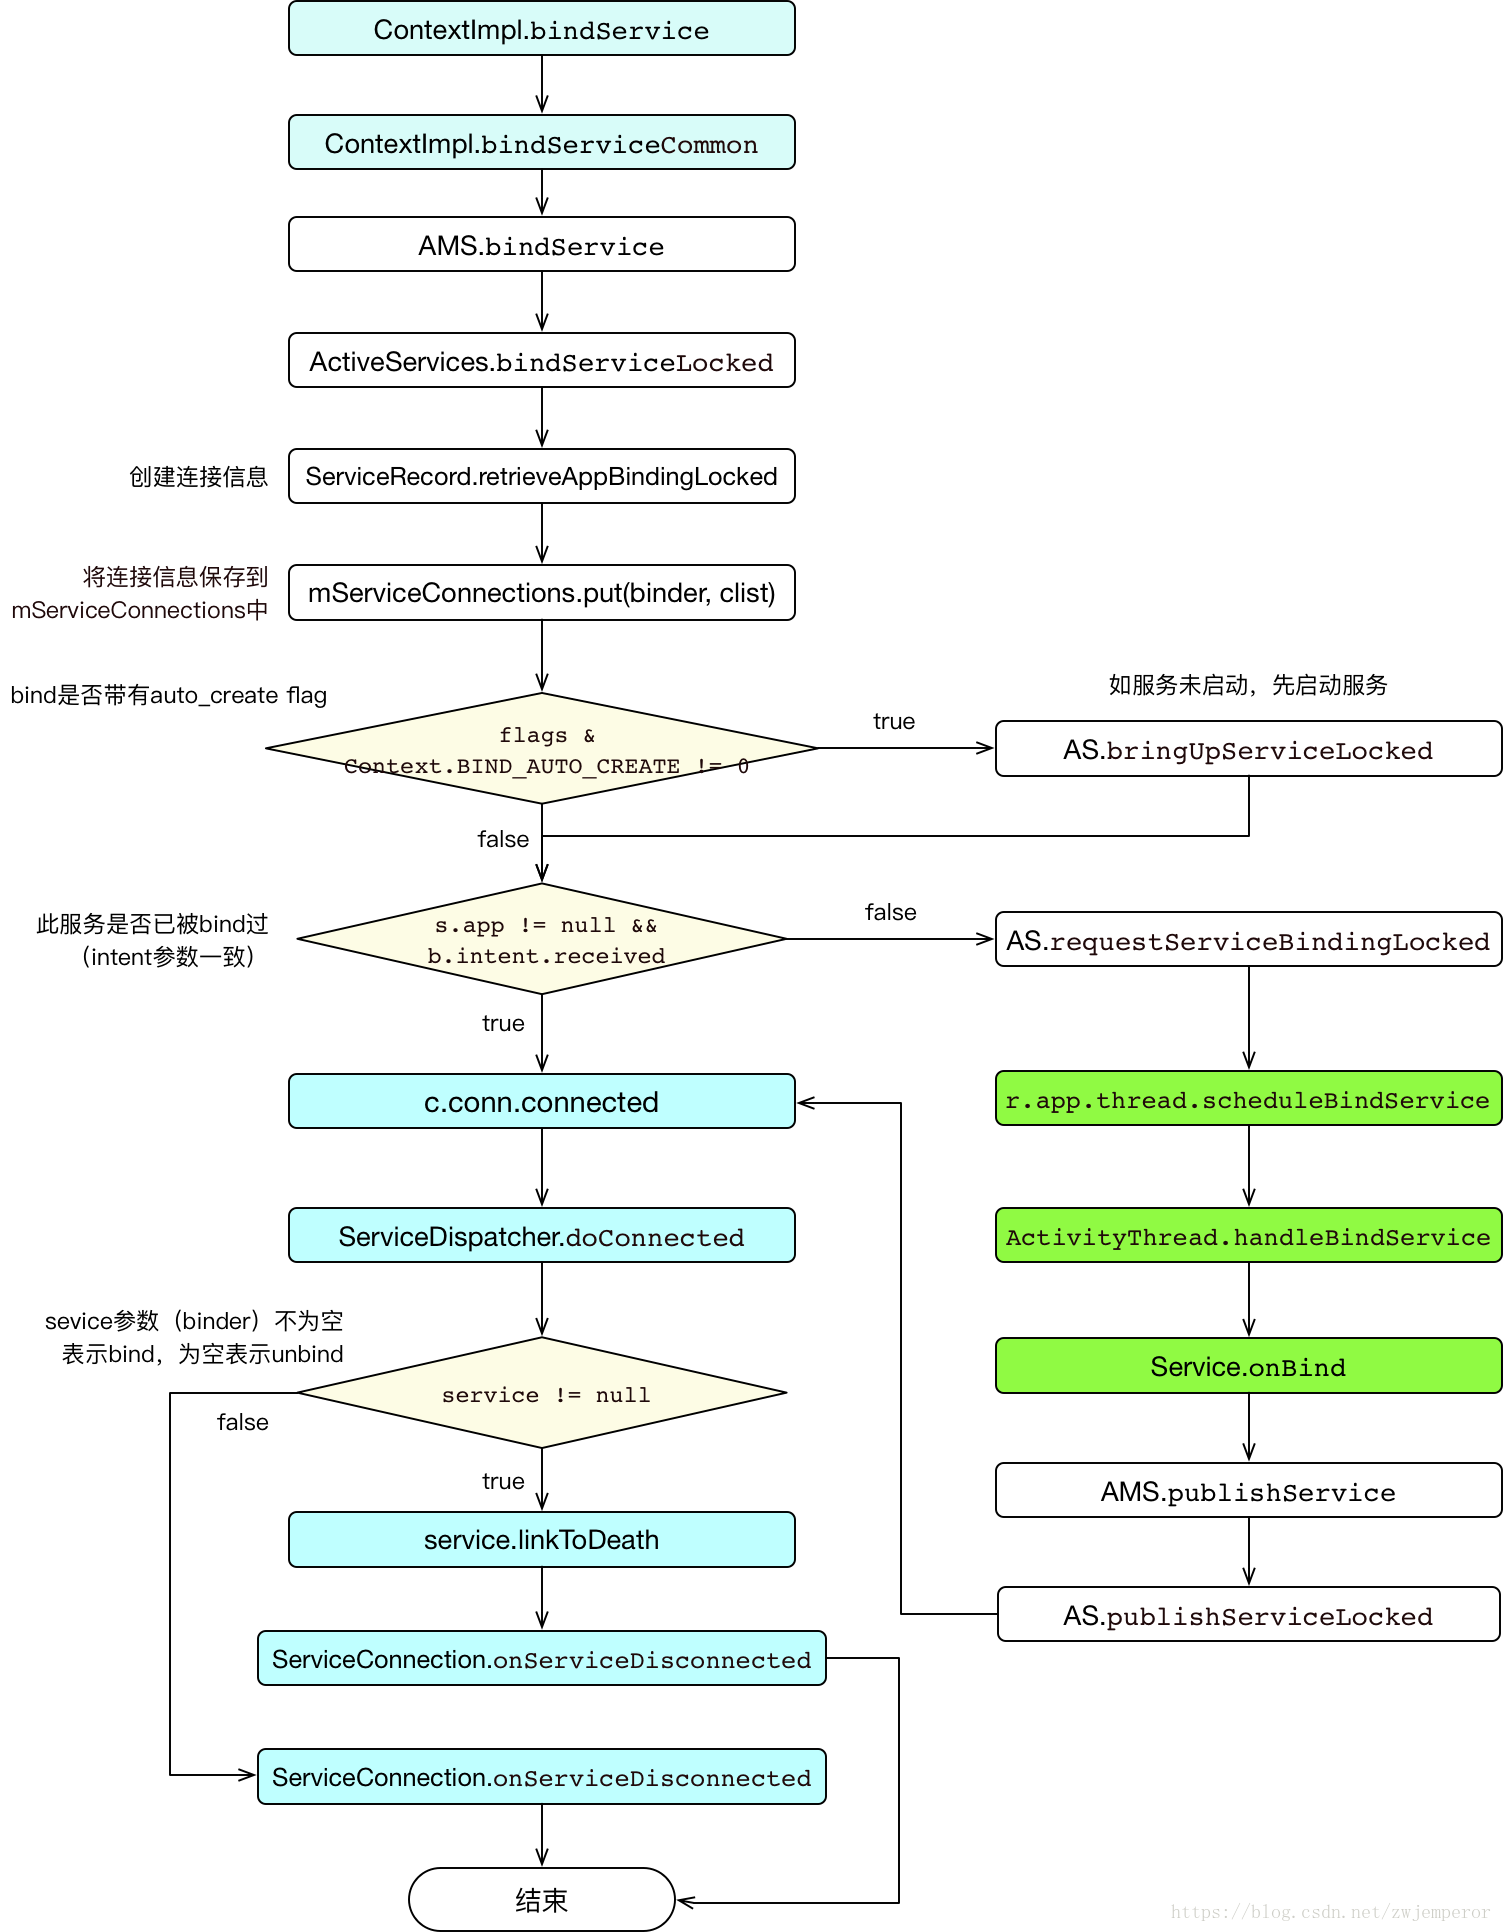 ContextImpl.bindService
ContextImpl.bindServiceCommon
AMS.bindService
ActiveServices.bindServiceLocked
创建连接信息
ServiceRecord.retrieveAppBindingLocked
将连接信息保存到
mServiceConnections中
mServiceConnections.put(binder, clist)
bind是否带有auto_create flag
flags &
Context.BIND_AUTO_CREATE != 0
true
如服务未启动，先启动服务
AS.bringUpServiceLocked
false
此服务是否已被bind过
（intent参数一致）
s.app != null &&
b.intent.received
false
AS.requestServiceBindingLocked
true
c.conn.connected
r.app.thread.scheduleBindService
ServiceDispatcher.doConnected
ActivityThread.handleBindService
sevice参数（binder）不为空
表示bind，为空表示unbind
service != null
Service.onBind
false
true
AMS.publishService
service.linkToDeath
AS.publishServiceLocked
ServiceConnection.onServiceDisconnected
ServiceConnection.onServiceDisconnected
结束
https://blog.csdn.net/zwjemperor